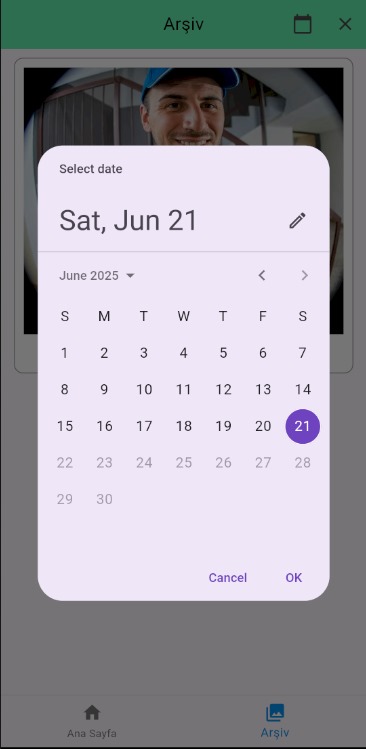 Arşiv
Select date
Sat, Jun 21
June 2025
S M T W T F S
1 2 3 4 5 6 7
8 9 10 11 12 13 14
15 16 17 18 19 20 21
22 23 24 25 26 27 28
29 30
Cancel OK
Ana Sayfa Arşiv